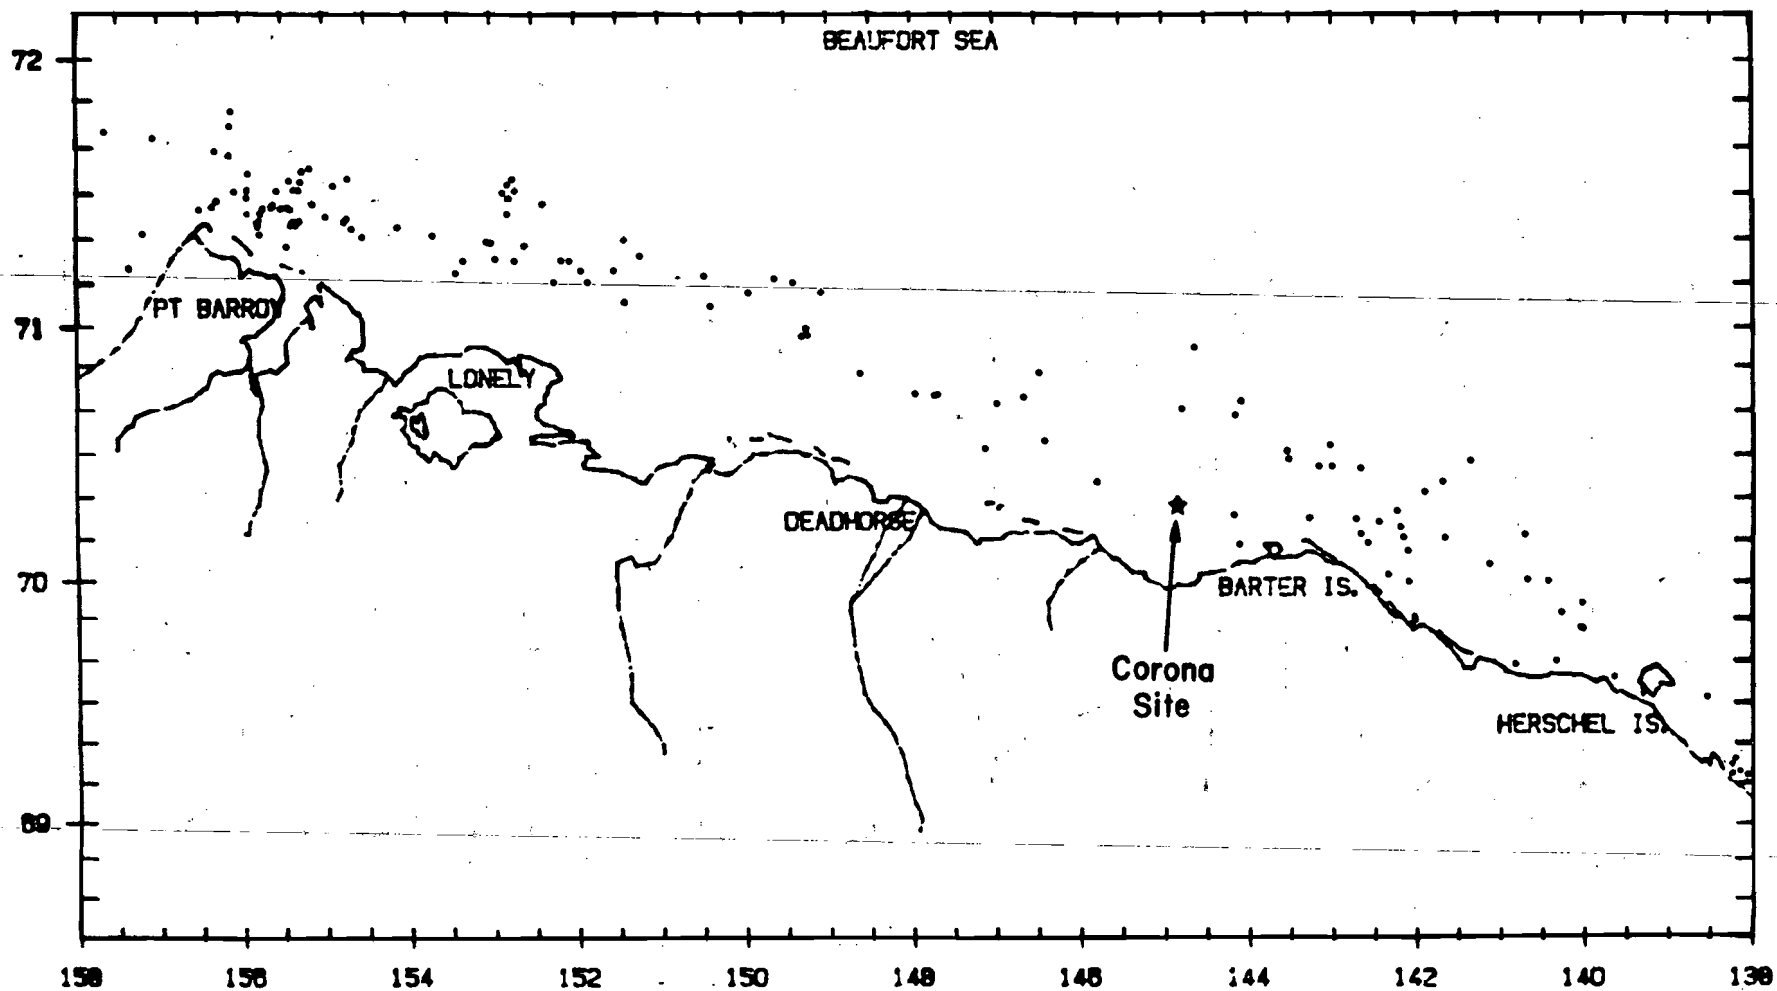 BEAUFORT SEA
72
PT BARROW
71
LONELY
DEADHORSE
70
BARTER IS.
Corona
Site
HERSCHEL IS.
69
158 156 154 152 150 148 146 144 142 140 138